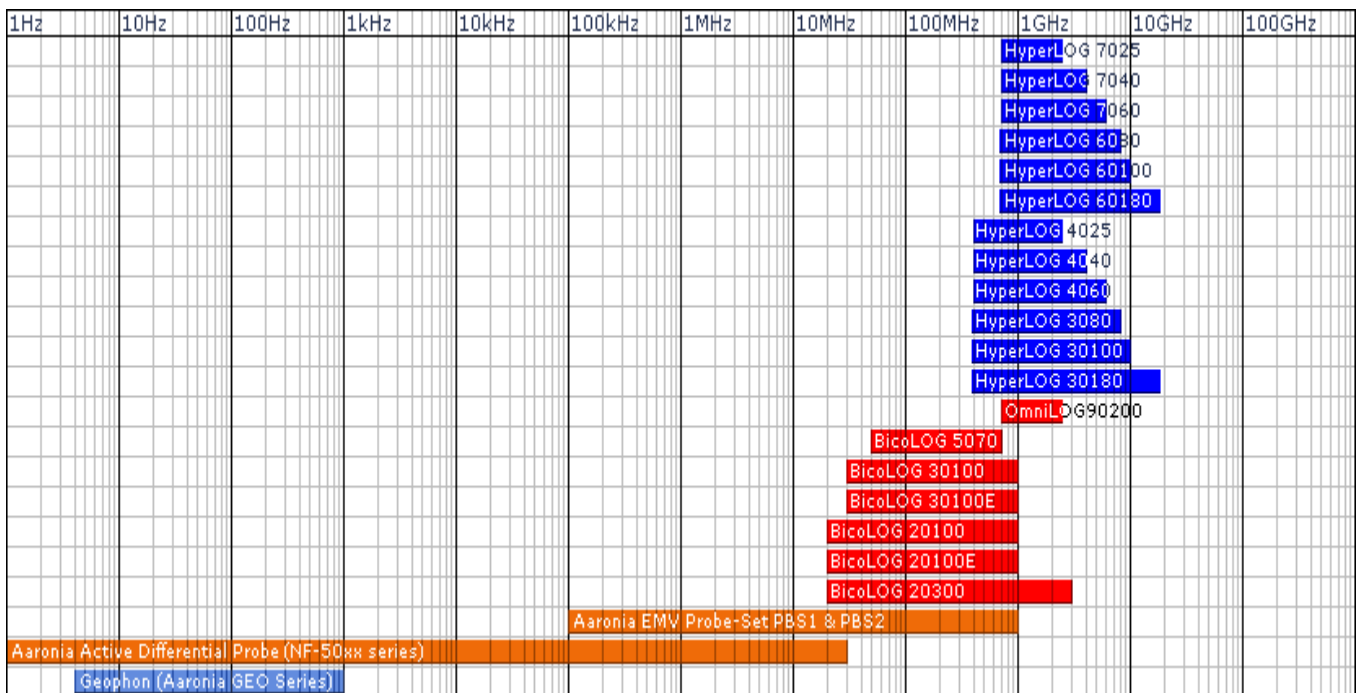 1Hz 10Hz 100Hz 1kHz 10kHz 100kHz 1MHz 10MHz 100MHz 1GHz 10GHz 100GHz
HyperLOG 7025
HyperLOG 7040
HyperLOG 7060
HyperLOG 6080
HyperLOG 60100
HyperLOG 60180
HyperLOG 4025
HyperLOG 4040
HyperLOG 4060
HyperLOG 3080
HyperLOG 30100
HyperLOG 30180
OmniLOG90200
BicoLOG 5070
BicoLOG 30100
BicoLOG 30100E
BicoLOG 20100
BicoLOG 20100E
BicoLOG 20300
Aaronia EMV Probe-Set PBS1 & PBS2
Aaronia Active Differential Probe (NF-50xx series)
Geophon (Aaronia GEO Series)